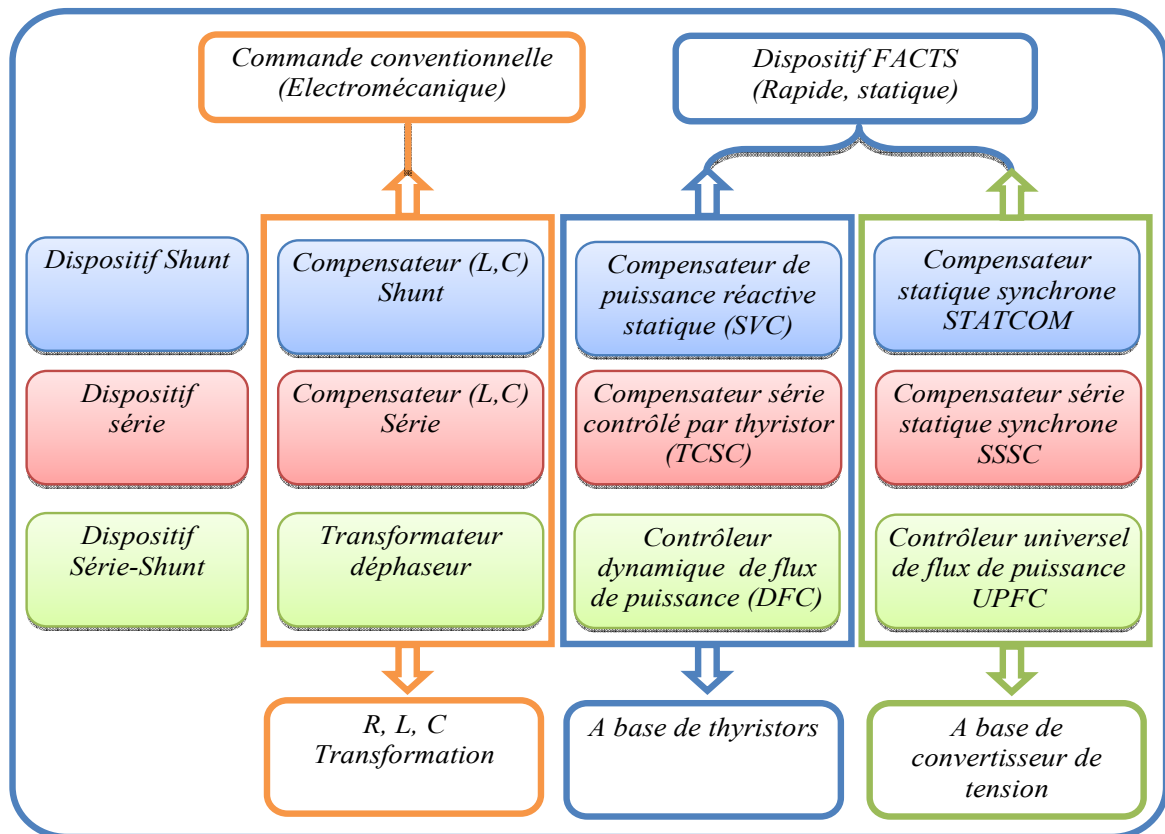 Commande conventionnelle
(Electromécanique)
Dispositif FACTS
(Rapide, statique)
Dispositif Shunt
Compensateur (L,C)
Shunt
Compensateur de
puissance réactive
statique (SVC)
Compensateur
statique synchrone
STATCOM
Dispositif
série
Compensateur (L,C)
Série
Compensateur série
contrôlé par thyristor
(TCSC)
Compensateur série
statique synchrone
SSSC
Dispositif
Série-Shunt
Transformateur
déphaseur
Contrôleur
dynamique de flux
de puissance (DFC)
Contrôleur universel
de flux de puissance
UPFC
R, L, C
Transformation
A base de thyristors
A base de
convertisseur de
tension